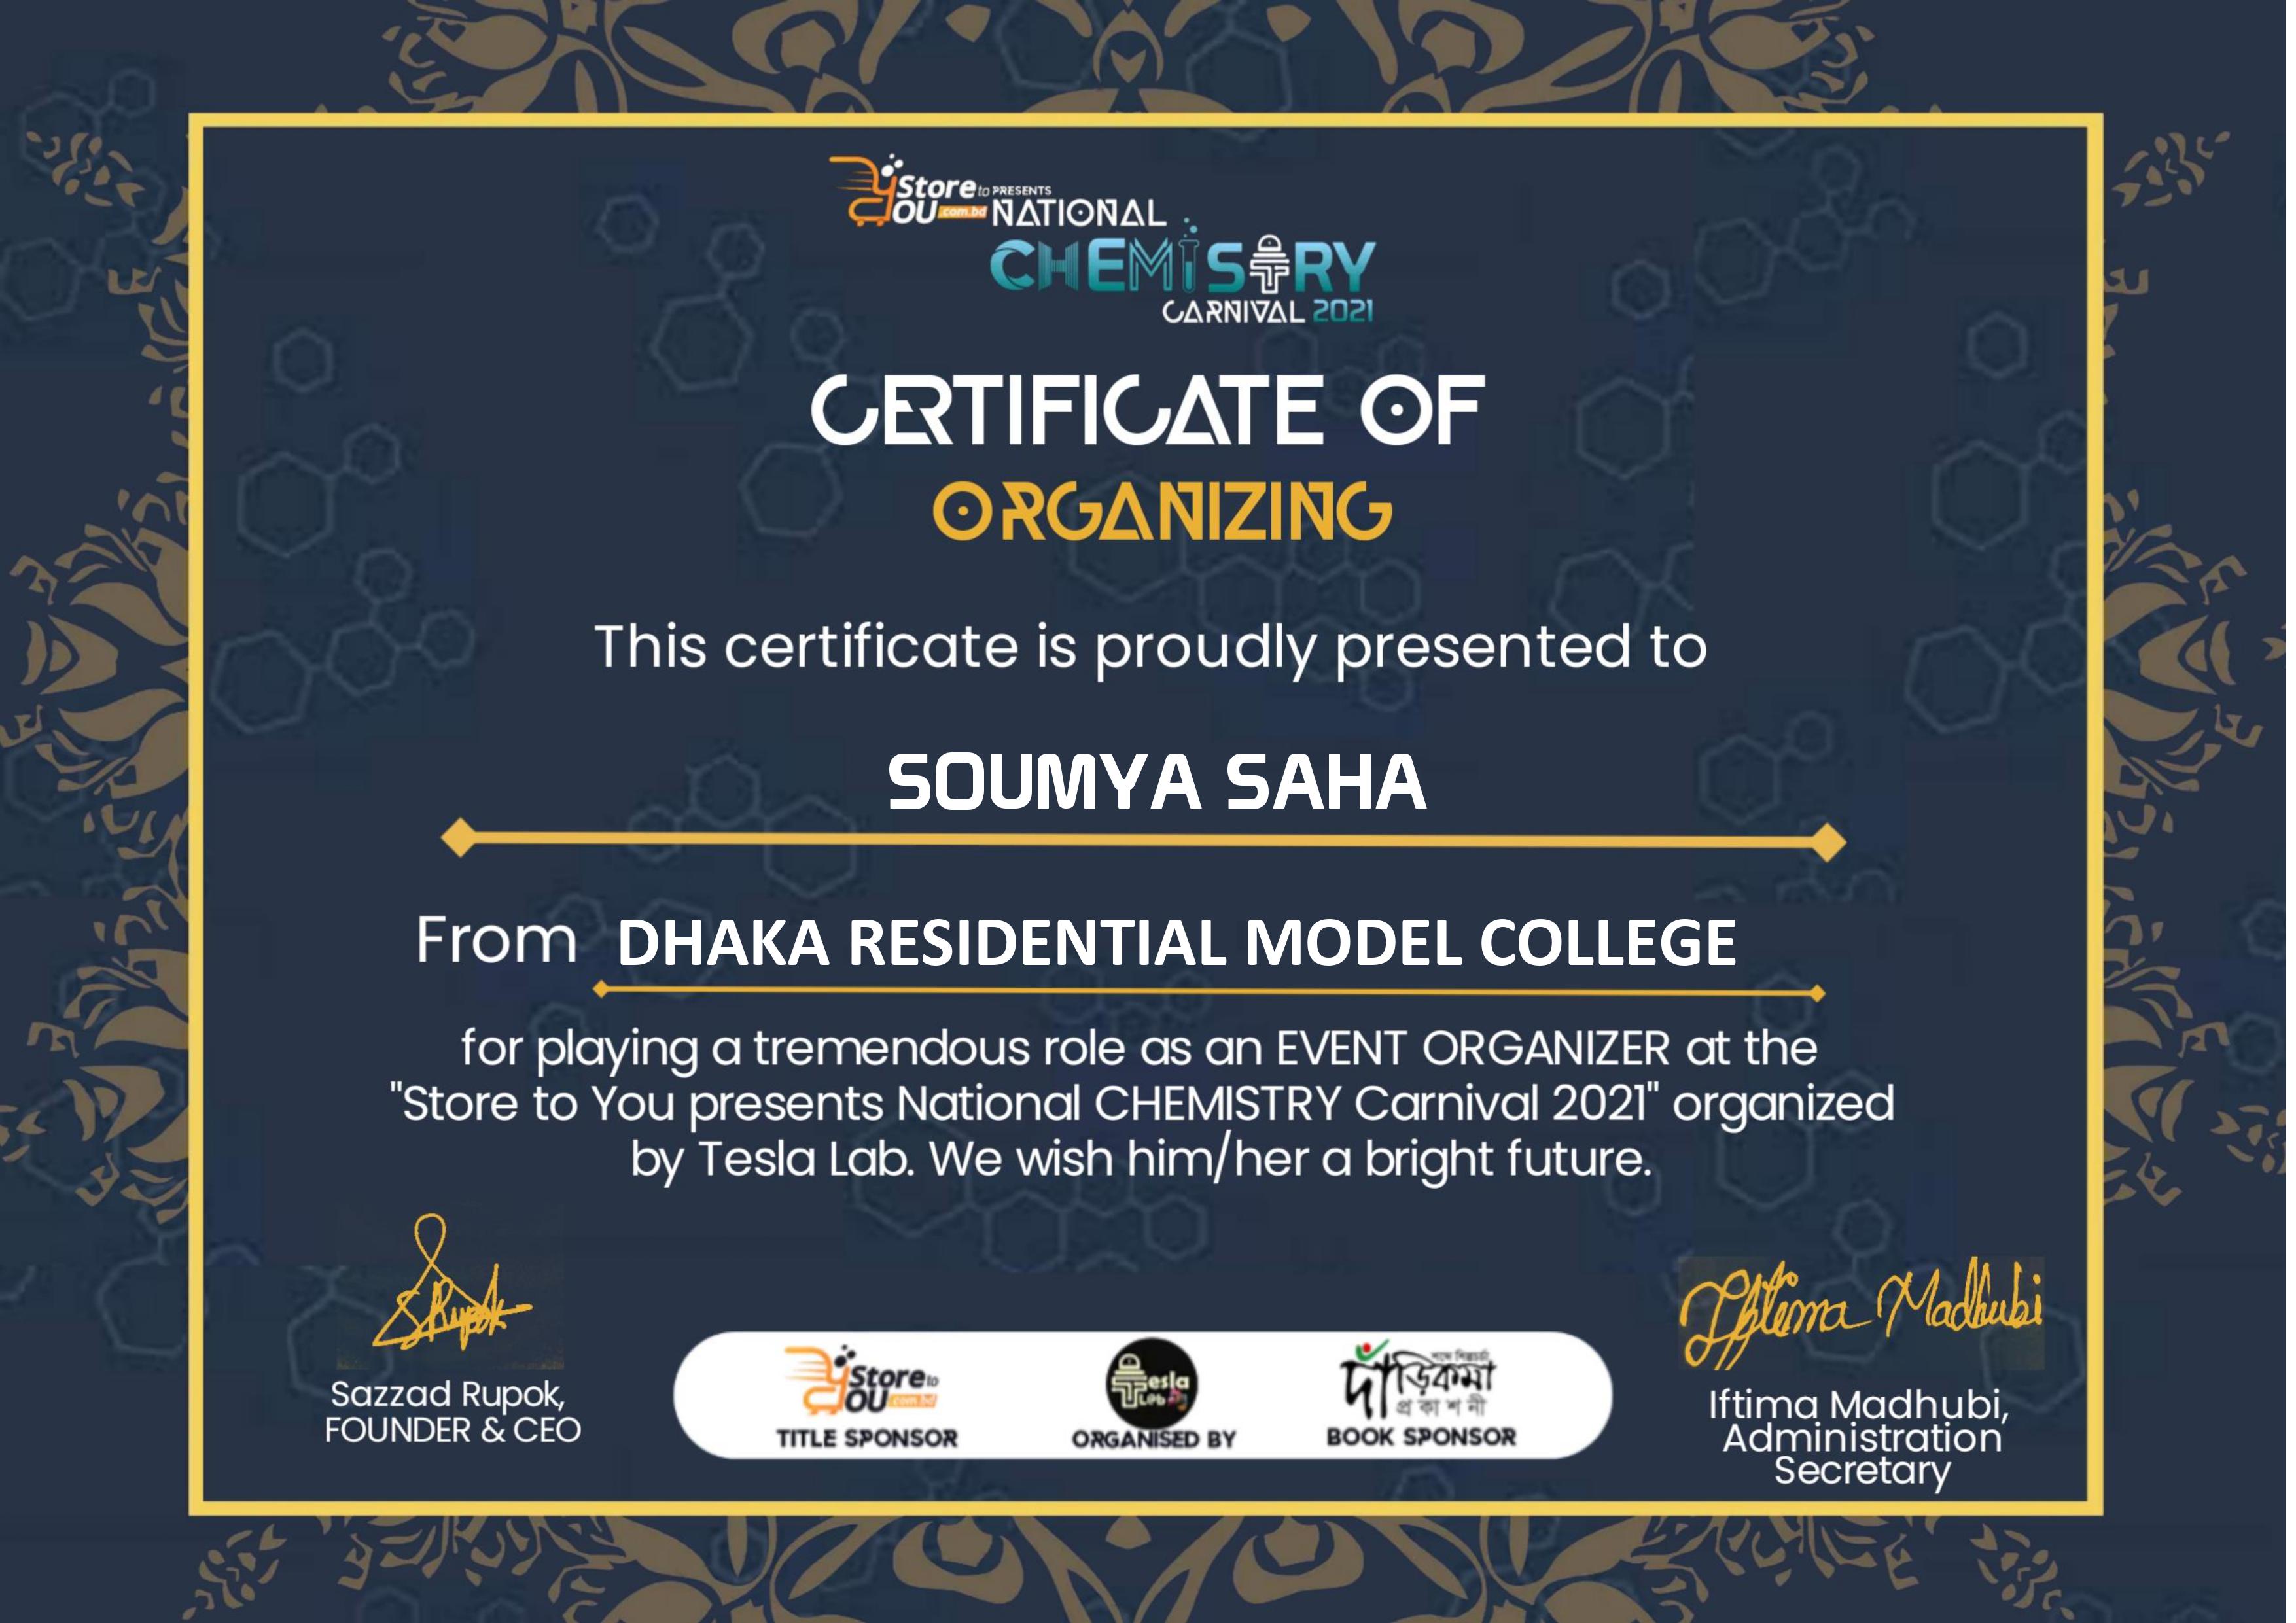 Store to PRESENTS
YOU .com.bd NATIONAL
CHEMISTRY
CARNIVAL 2021
CERTIFICATE OF
ORGANIZING
This certificate is proudly presented to
SOUMYA SAHA
From DHAKA RESIDENTIAL MODEL COLLEGE
for playing a tremendous role as an EVENT ORGANIZER at the
"Store to You presents National CHEMISTRY Carnival 2021" organized
by Tesla Lab. We wish him/her a bright future.
SRupok
Sazzad Rupok,
FOUNDER & CEO
Store to
YOU .com.bd
TITLE SPONSOR
Tesla
Lab
ORGANISED BY
দাঁড়িকমা
প্রকাশনী
BOOK SPONSOR
Iftima Madhubi
Iftima Madhubi,
Administration
Secretary